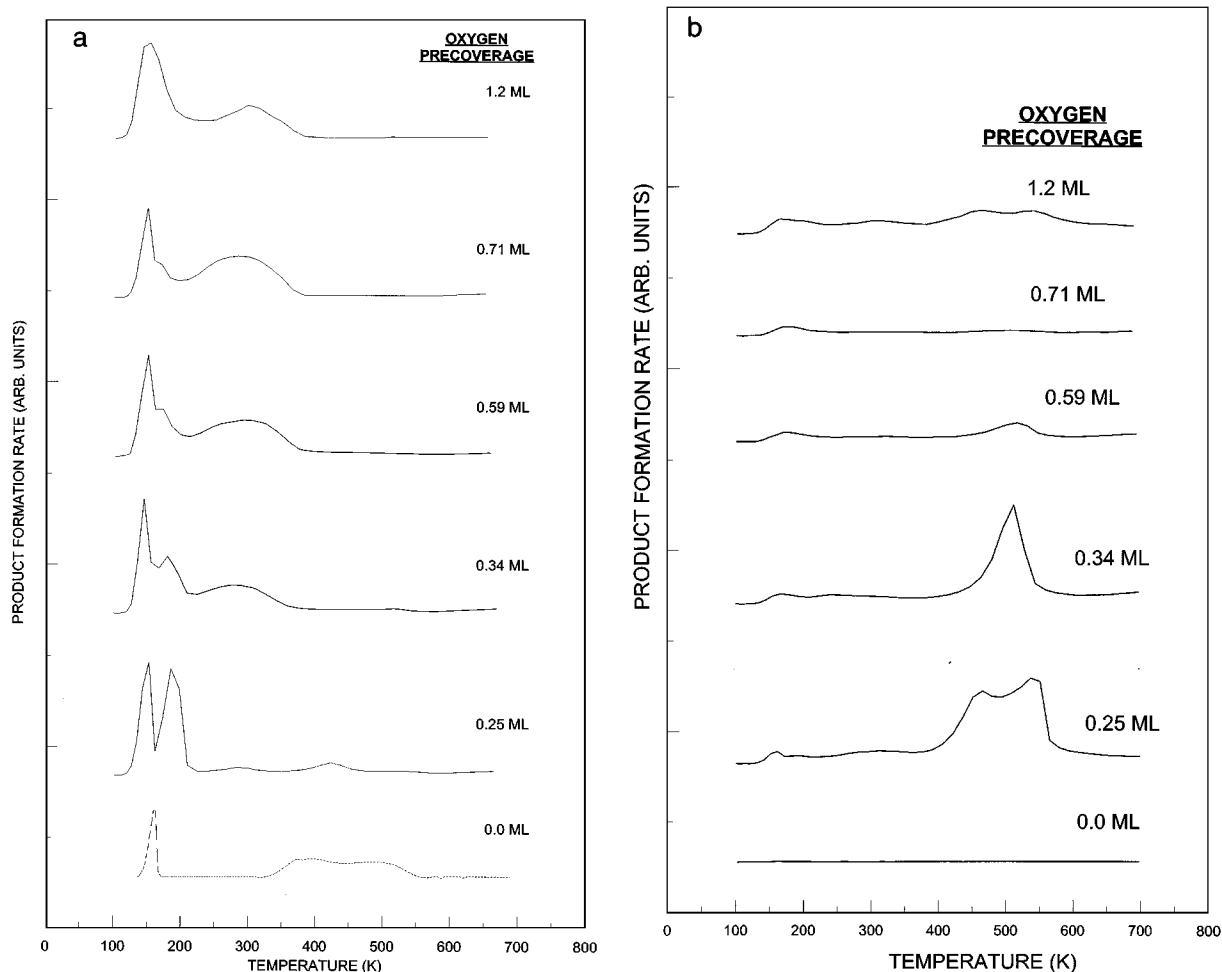 a
OXYGEN
PRECOVERAGE
1.2 ML
0.71 ML
0.59 ML
0.34 ML
0.25 ML
0.0 ML
PRODUCT FORMATION RATE (ARB. UNITS)
0 100 200 300 400 500 600 700 800
TEMPERATURE (K)
b
OXYGEN
PRECOVERAGE
1.2 ML
0.71 ML
0.59 ML
0.34 ML
0.25 ML
0.0 ML
PRODUCT FORMATION RATE (ARB. UNITS)
0 100 200 300 400 500 600 700 800
TEMPERATURE (K)